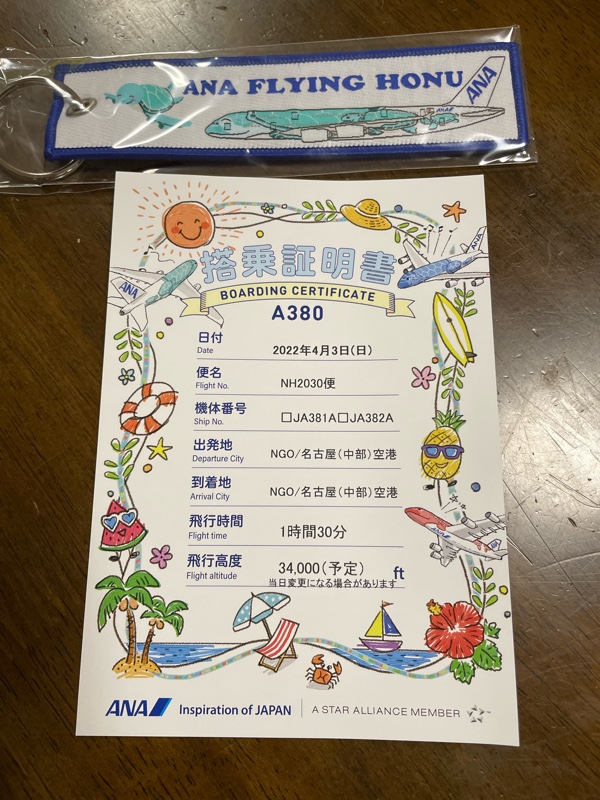 ANA FLYING HONU
ANA
ANA
ANA
搭乗証明書
BOARDING CERTIFICATE
A380
日付
Date
2022年4月3日(日)
便名
Flight No.
NH2030便
機体番号
Ship No.
□JA381A□JA382A
出発地
Departure City
NGO/名古屋(中部)空港
到着地
Arrival City
NGO/名古屋(中部)空港
飛行時間
Flight time
1時間30分
飛行高度
Flight altitude
34,000(予定)
ft
当日変更になる場合があります
ANA
Inspiration of JAPAN
A STAR ALLIANCE MEMBER